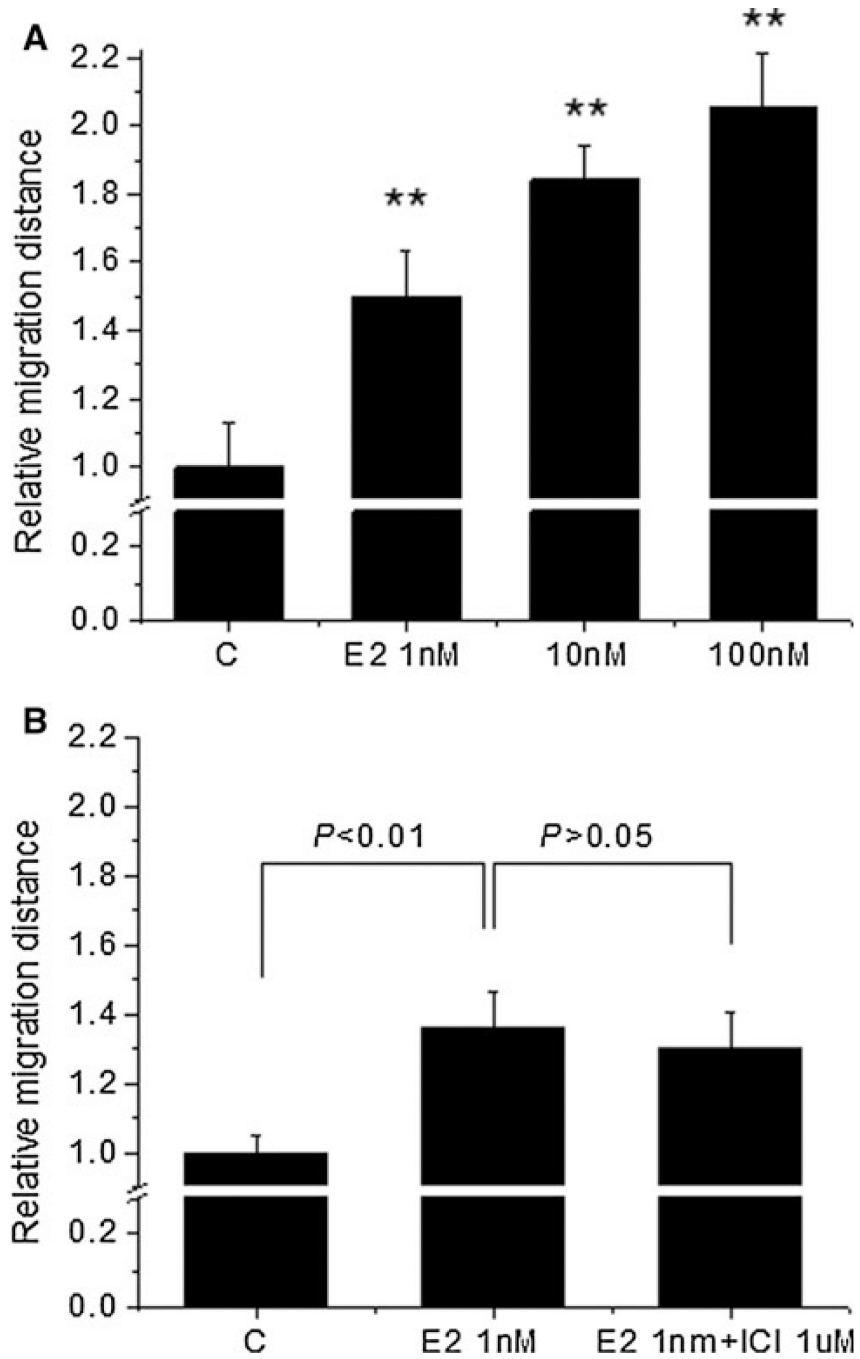 A
Relative migration distance
2.2
2.0
1.8
1.6
1.4
1.2
1.0
0.2
0.0
**
**
**
C
E2 1nM
10nM
100nM
B
Relative migration distance
2.2
2.0
1.8
1.6
1.4
1.2
1.0
0.2
0.0
P<0.01
P>0.05
C
E2 1nM
E2 1nm+ICI 1uM